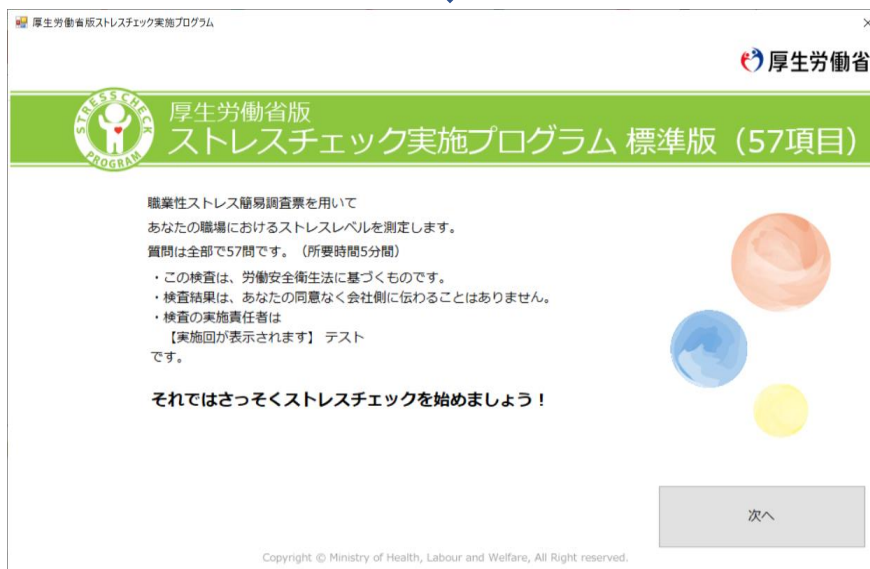 厚生労働省版ストレスチェック実施プログラム
厚生労働省
STRESSCHECK PROGRAM
厚生労働省版
ストレスチェック実施プログラム 標準版（57項目）
職業性ストレス簡易調査票を用いて
あなたの職場におけるストレスレベルを測定します。
質問は全部で57問です。（所要時間5分間）
・この検査は、労働安全衛生法に基づくものです。
・検査結果は、あなたの同意なく会社側に伝わることはありません。
・検査の実施責任者は
【実施回が表示されます】 テスト
です。
それではさっそくストレスチェックを始めましょう！
次へ
Copyright © Ministry of Health, Labour and Welfare, All Right reserved.